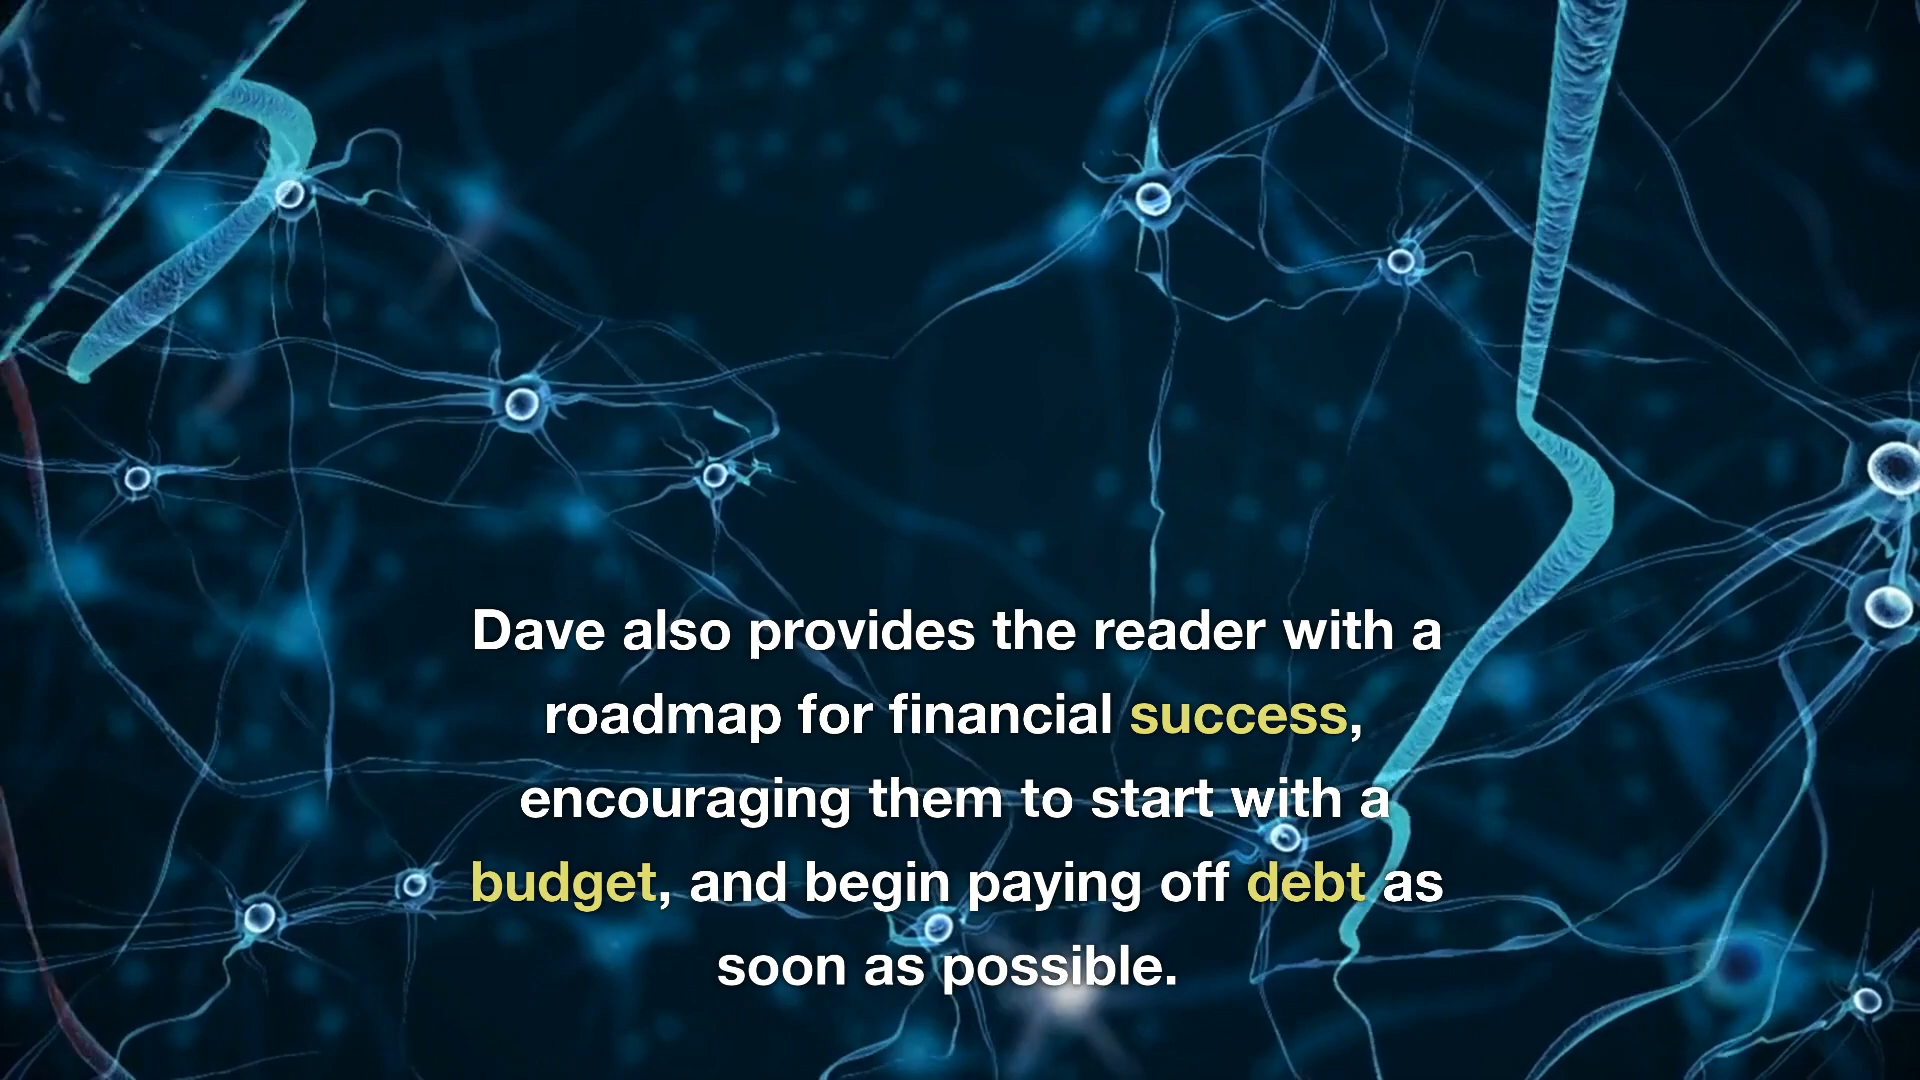 Dave also provides the reader with a
roadmap for financial success,
encouraging them to start with a
budget, and begin paying off debt as
soon as possible.